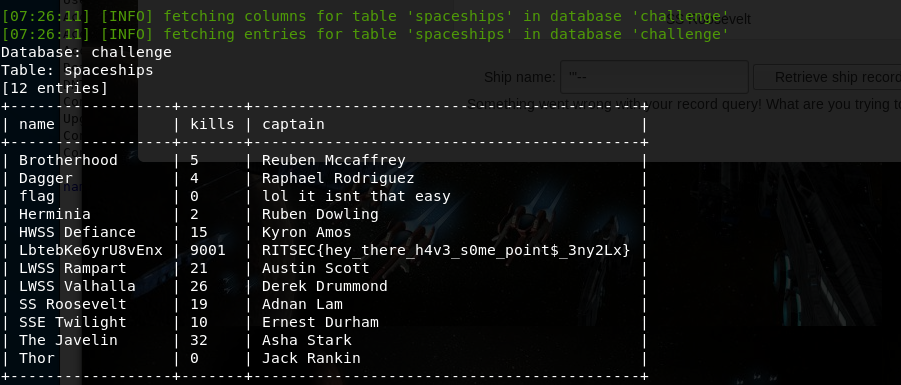 [07:26:11] [INFO] fetching columns for table 'spaceships' in database 'challenge'
[07:26:11] [INFO] fetching entries for table 'spaceships' in database 'challenge'
Database: challenge
Table: spaceships
[12 entries]
Ship name: '"-- Retrieve ship record
Something went wrong with your record query! What are you trying to
+------------------+-------+-------------------------------------------+
| name | kills | captain |
+------------------+-------+-------------------------------------------+
| Brotherhood | 5 | Reuben Mccaffrey |
| Dagger | 4 | Raphael Rodriguez |
| flag | 0 | lol it isnt that easy |
| Herminia | 2 | Ruben Dowling |
| HWSS Defiance | 15 | Kyron Amos |
| LbtebKe6yrU8vEnx | 9001 | RITSEC{hey_there_h4v3_s0me_point$_3ny2Lx} |
| LWSS Rampart | 21 | Austin Scott |
| LWSS Valhalla | 26 | Derek Drummond |
| SS Roosevelt | 19 | Adnan Lam |
| SSE Twilight | 10 | Ernest Durham |
| The Javelin | 32 | Asha Stark |
| Thor | 0 | Jack Rankin |
+------------------+-------+-------------------------------------------+